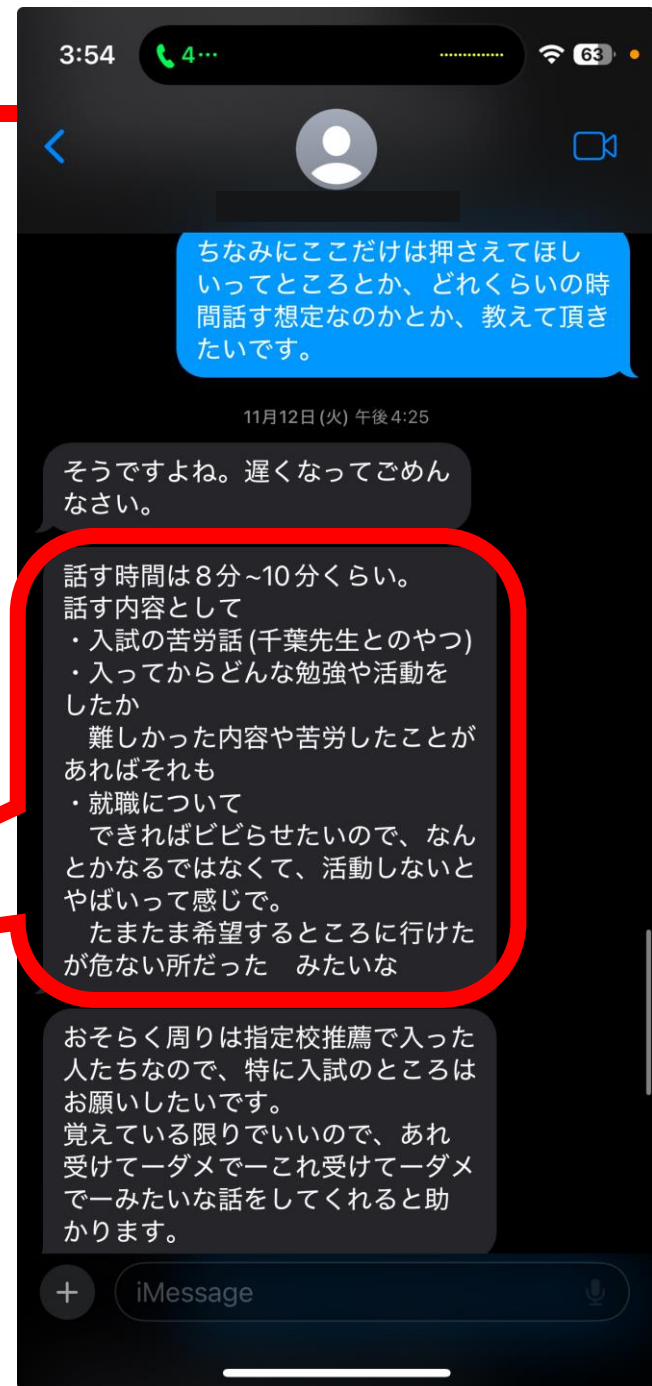 3:54
4…
63
ちなみにここだけは押さえてほし
いってところとか、どれくらいの時
間話す想定なのかとか、教えて頂き
たいです。
11月12日(火) 午後4:25
そうですよね。遅くなってごめん
なさい。
話す時間は8分~10分くらい。
話す内容として
・入試の苦労話(千葉先生とのやつ)
・入ってからどんな勉強や活動を
したか
　難しかった内容や苦労したことが
あればそれも
・就職について
　できればビビらせたいので、なん
とかなるではなくて、活動しないと
やばいって感じで。
　たまたま希望するところに行けた
が危ない所だった　みたいな
おそらく周りは指定校推薦で入った
人たちなので、特に入試のところは
お願いしたいです。
覚えている限りでいいので、あれ
受けてーダメでーこれ受けてーダメ
でーみたいな話をしてくれると助
かります。
iMessage